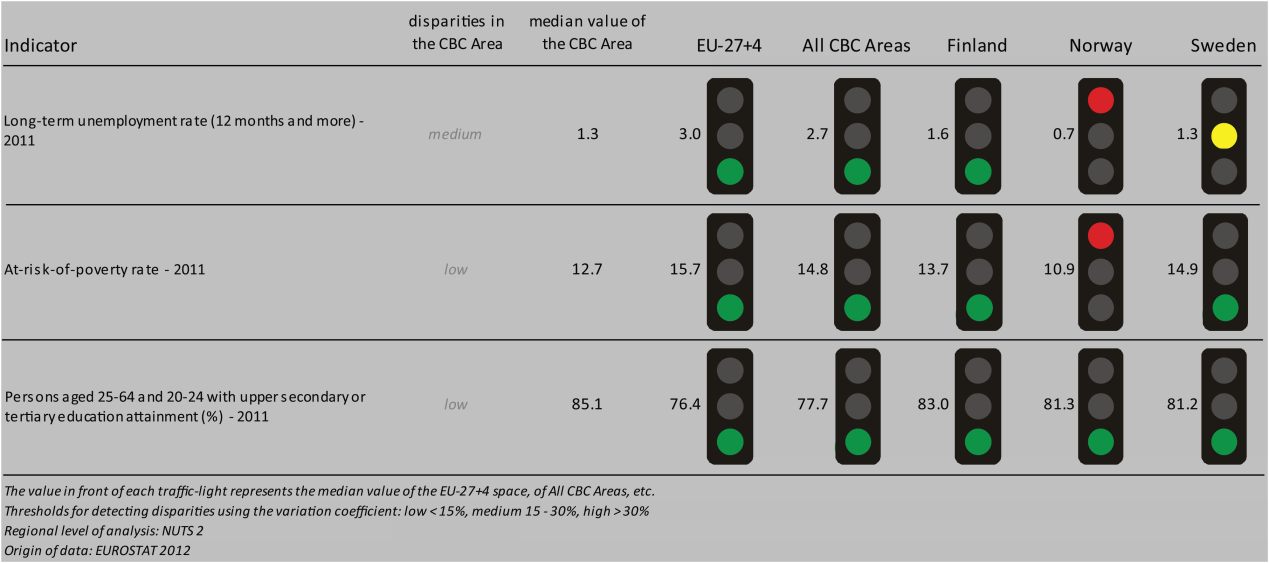 disparities in the CBC Area
median value of the CBC Area
Indicator EU-27+4 All CBC Areas Finland Norway Sweden
Long-term unemployment rate (12 months and more) -
2011
medium 1.3 3.0 2.7 1.6 0.7 1.3
At-risk-of-poverty rate - 2011 low 12.7 15.7 14.8 13.7 10.9 14.9
Persons aged 25-64 and 20-24 with upper secondary or
tertiary education attainment (%) - 2011
low 85.1 76.4 77.7 83.0 81.3 81.2
The value in front of each traffic-light represents the median value of the EU-27+4 space, of All CBC Areas, etc.
Thresholds for detecting disparities using the variation coefficient: low < 15%, medium 15 - 30%, high > 30%
Regional level of analysis: NUTS 2
Origin of data: EUROSTAT 2012